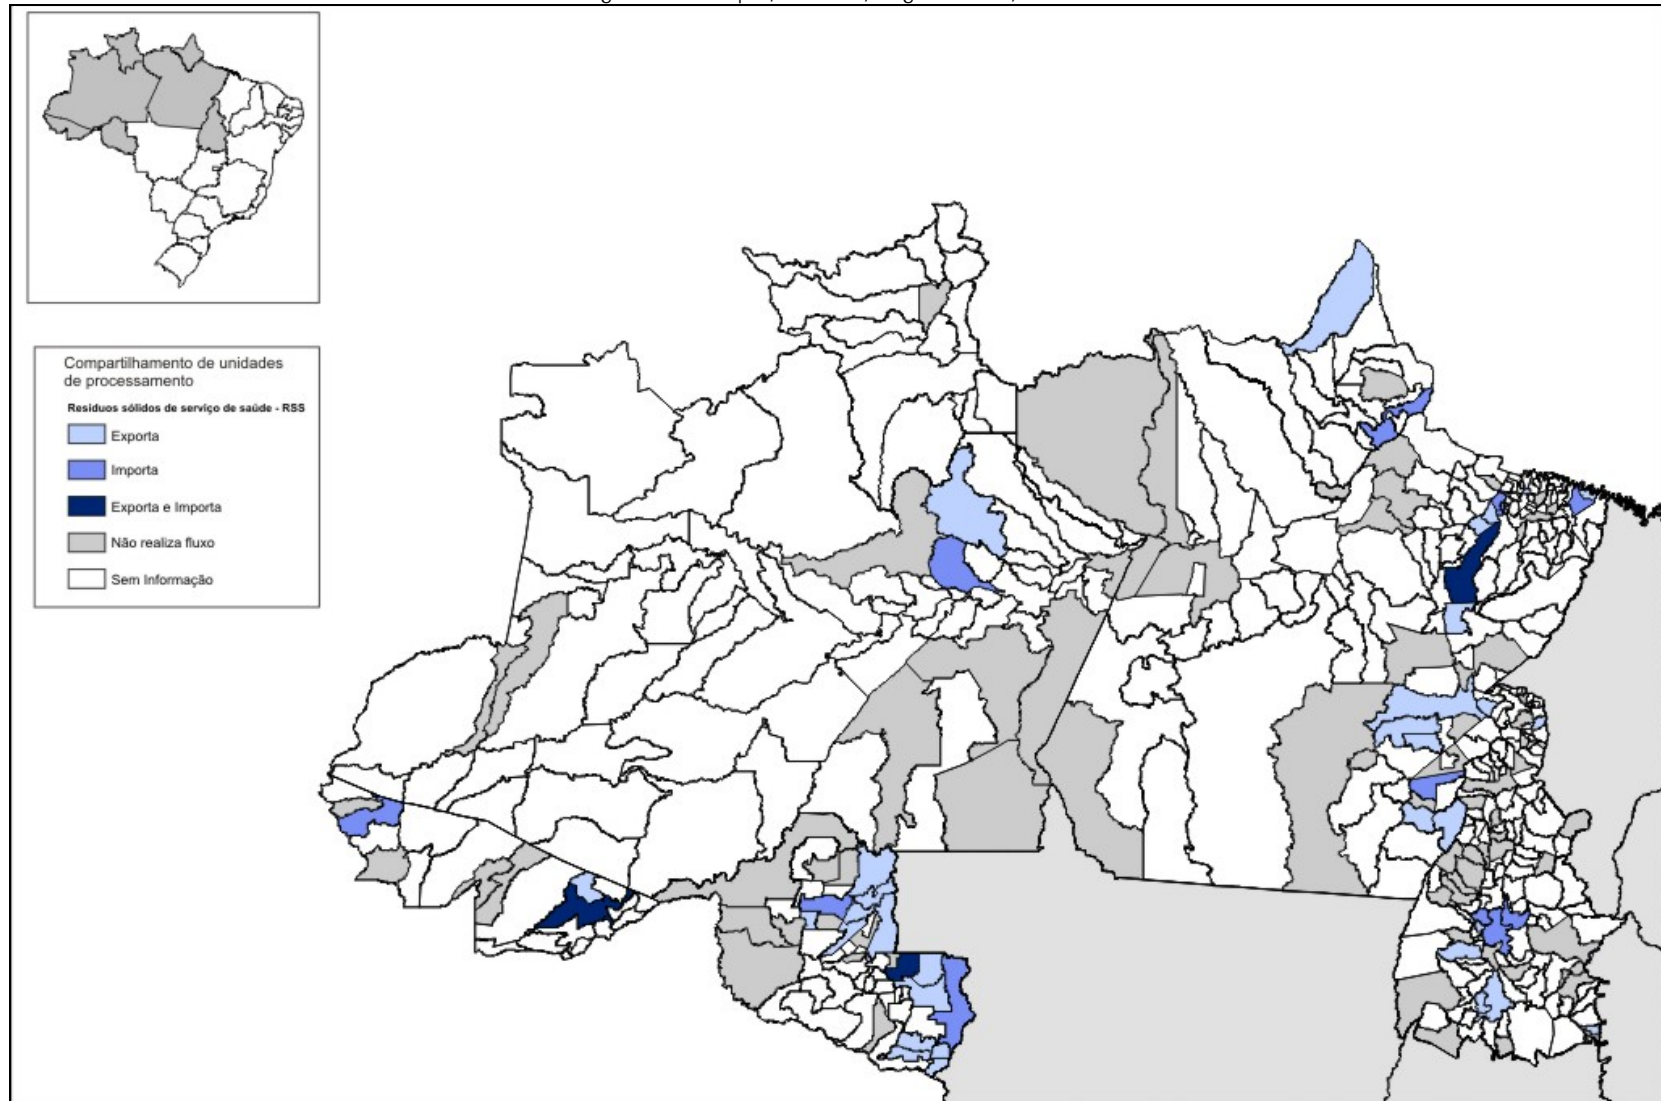 Compartilhamento de unidades
de processamento
Resíduos sólidos de serviço de saúde - RSS
Exporta
Importa
Exporta e Importa
Não realiza fluxo
Sem Informação